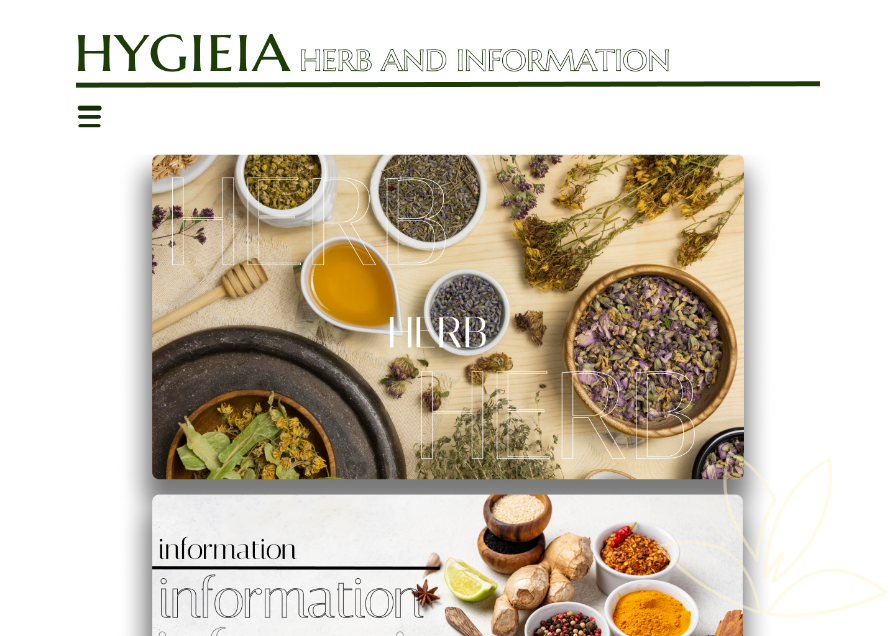 HYGIEIA HERB AND INFORMATION
HERB
HERB
HERB
information
information